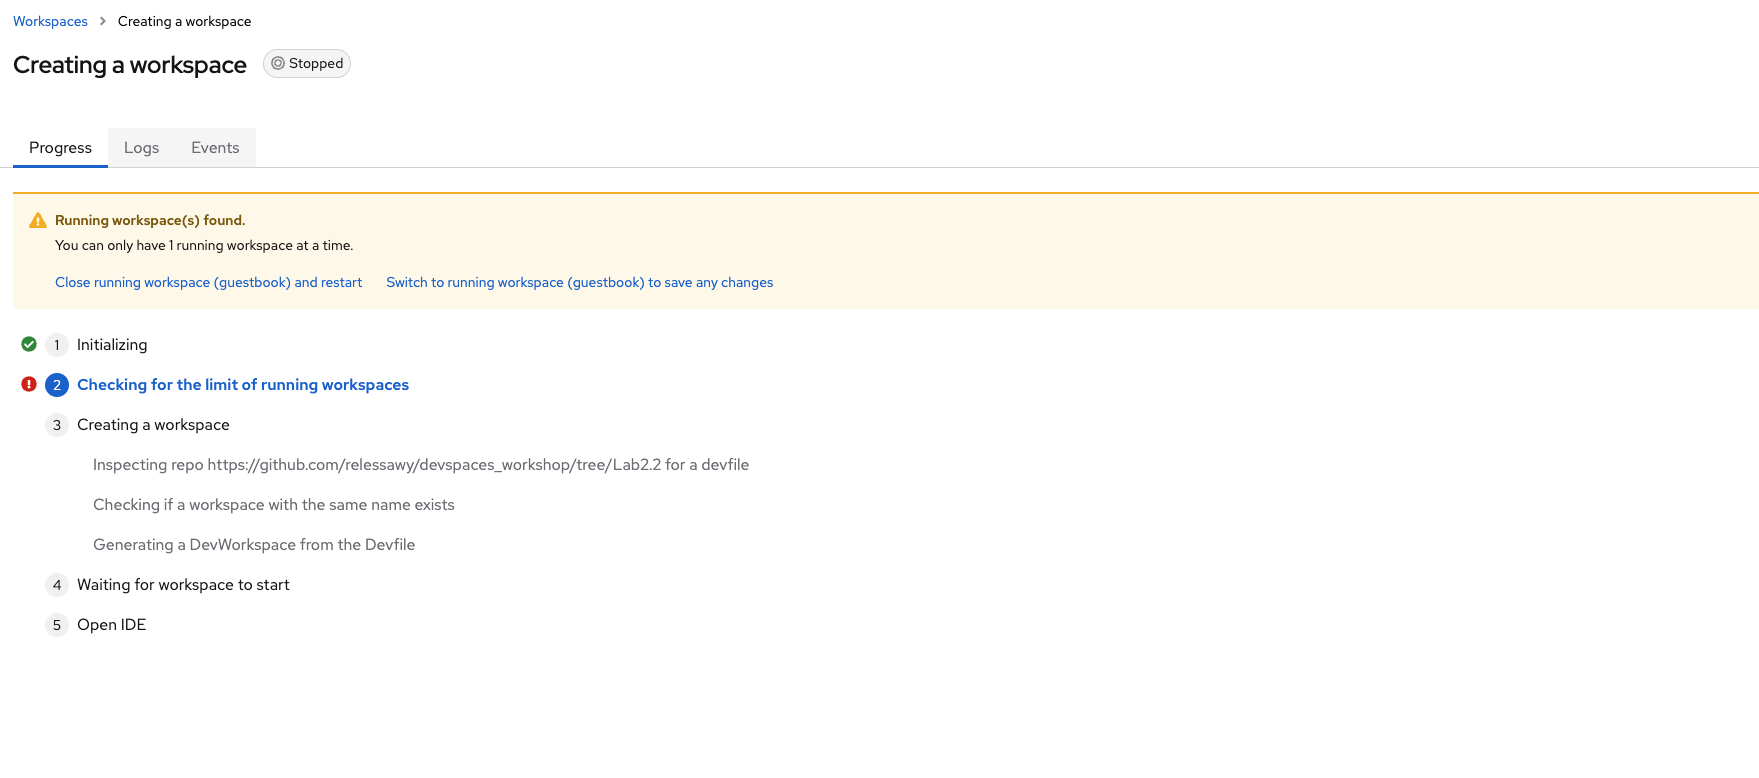 Workspaces > Creating a workspace
Creating a workspace Stopped
Progress Logs Events
Running workspace(s) found.
You can only have 1 running workspace at a time.
Close running workspace (guestbook) and restart Switch to running workspace (guestbook) to save any changes
1 Initializing
2 Checking for the limit of running workspaces
3 Creating a workspace
Inspecting repo https://github.com/relessawy/devspaces_workshop/tree/Lab2.2 for a devfile
Checking if a workspace with the same name exists
Generating a DevWorkspace from the Devfile
4 Waiting for workspace to start
5 Open IDE